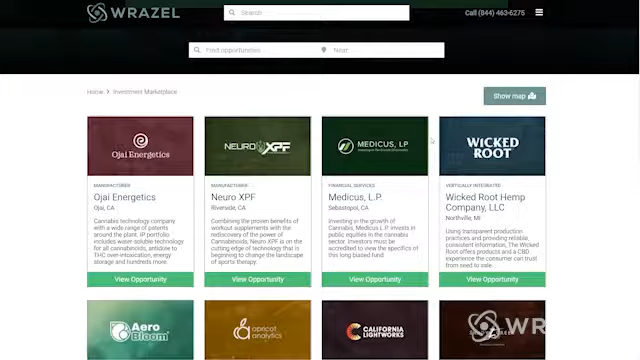 WRAZEL
Search
Call (844) 463-6275
Find opportunities
Near
Home > Investment Marketplace
Show map
Ojai Energetics
NEURO XPF
MEDICUS, LP
WICKED
ROOT
MANUFACTURER
Ojai Energetics
Ojai, CA
Cannabis technology company
with a wide range of patents
around the plant. IP portfolio
includes water-soluble technology
for all cannabinoids, antidote to
THC over-intoxication, energy
storage and hundreds more.
View Opportunity
MANUFACTURER
Neuro XPF
Riverside, CA
Combining the proven benefits of
workout supplements with the
rediscovery of the power of
Cannabinoids, Neuro XPF is on the
cutting edge of technology that is
beginning to change the landscape
of sports therapy.
View Opportunity
FINANCIAL SERVICES
Medicus, L.P.
Sebastopol, CA
Investing in the growth of
Cannabis, Medicus L.P. invests in
public equities in the cannabis
sector. Investors must be
accredited to view the specifics of
this long biased fund.
View Opportunity
VERTICALLY INTEGRATED
Wicked Root Hemp
Company, LLC
Northville, MI
Using transparent production
practices and providing reliable,
consistent information, The Wicked
Root offers products and a CBD
experience the consumer can trust
from seed to sale.
View Opportunity
Aero
Bloom
apricot
analytics
CALIFORNIA
LIGHTWORKS
WR